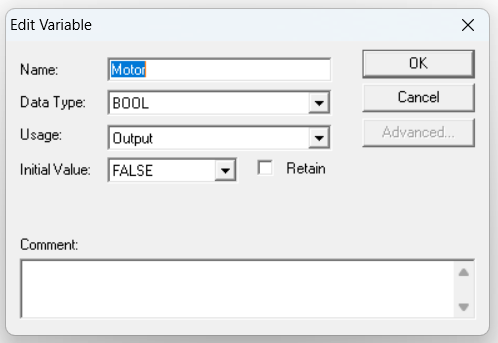 Edit Variable
Name: Motor OK
Data Type: BOOL Cancel
Usage: Output Advanced...
Initial Value: FALSE Retain
Comment: